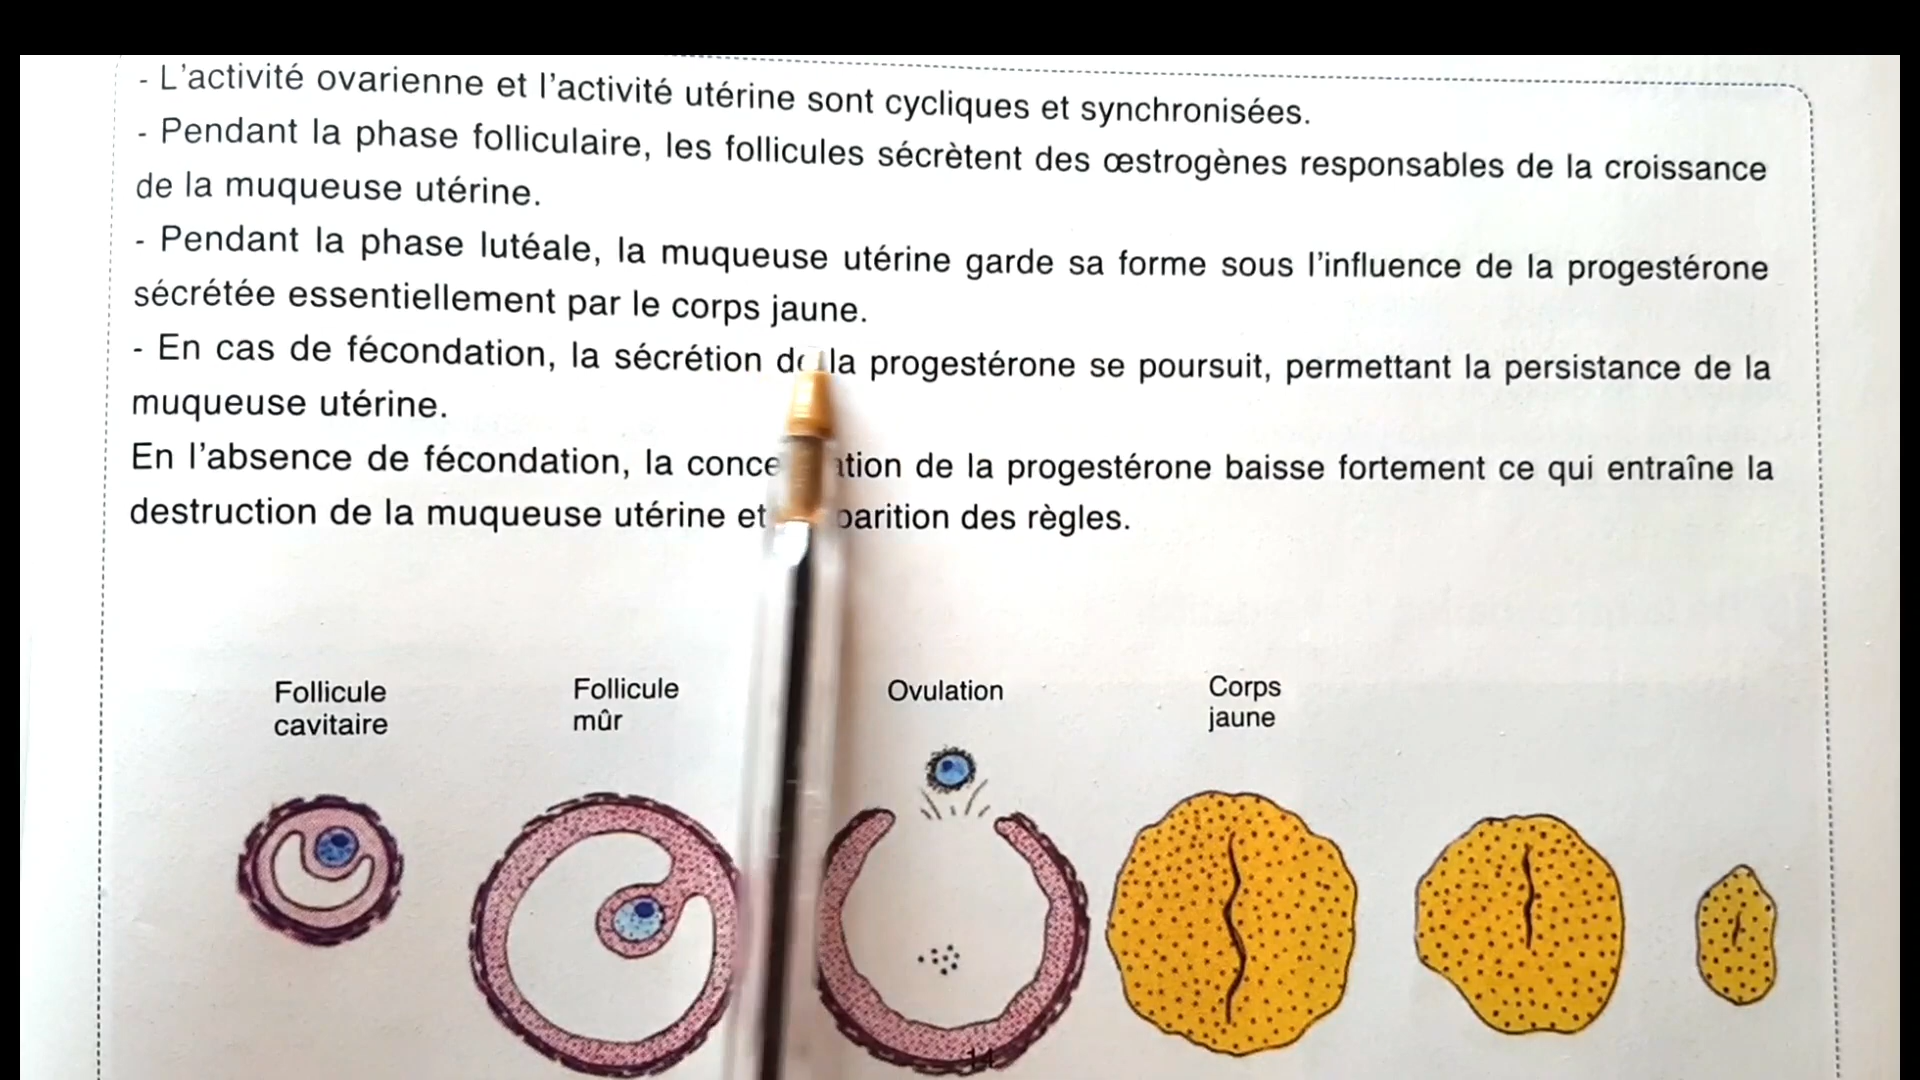 - L'activité ovarienne et l'activité utérine sont cycliques et synchronisées.
- Pendant la phase folliculaire, les follicules sécrètent des œstrogènes responsables de la croissance
de la muqueuse utérine.
- Pendant la phase lutéale, la muqueuse utérine garde sa forme sous l'influence de la progestérone
sécrétée essentiellement par le corps jaune.
- En cas de fécondation, la sécrétion de la progestérone se poursuit, permettant la persistance de la
muqueuse utérine.
En l'absence de fécondation, la de la progestérone baisse fortement ce qui entraîne la
destruction de la muqueuse utérine et des règles.
Follicule
cavitaire
Follicule
mûr
Ovulation
Corps
jaune